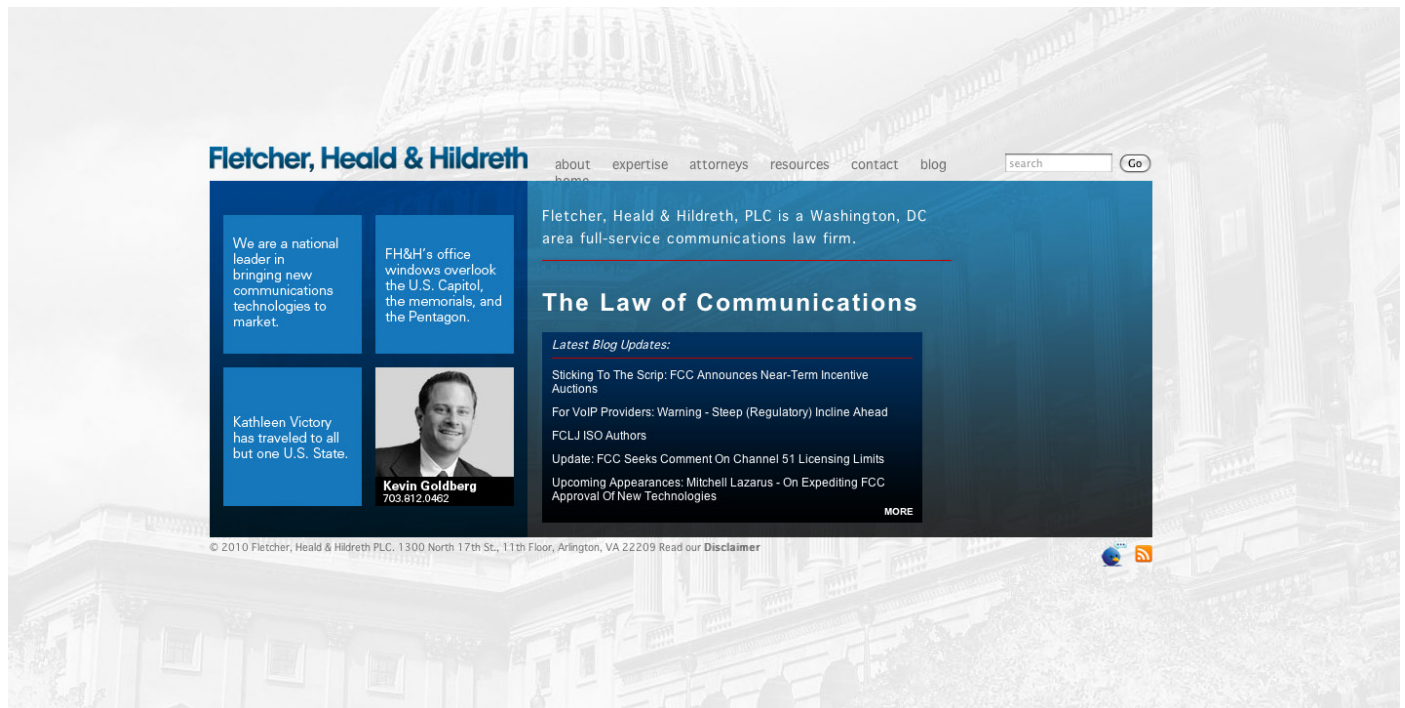 Fletcher, Heald & Hildreth
about expertise attorneys resources contact blog
home
search
Go
We are a national
leader in
bringing new
communications
technologies to
market.
FH&H's office
windows overlook
the U.S. Capitol,
the memorials, and
the Pentagon.
Kathleen Victory
has traveled to all
but one U.S. State.
Kevin Goldberg
703.812.0462
Fletcher, Heald & Hildreth, PLC is a Washington, DC
area full-service communications law firm.
The Law of Communications
Latest Blog Updates:
Sticking To The Scrip: FCC Announces Near-Term Incentive
Auctions
For VoIP Providers: Warning - Steep (Regulatory) Incline Ahead
FCLJ ISO Authors
Update: FCC Seeks Comment On Channel 51 Licensing Limits
Upcoming Appearances: Mitchell Lazarus - On Expediting FCC
Approval Of New Technologies
MORE
© 2010 Fletcher, Heald & Hildreth PLC. 1300 North 17th St., 11th Floor, Arlington, VA 22209 Read our Disclaimer